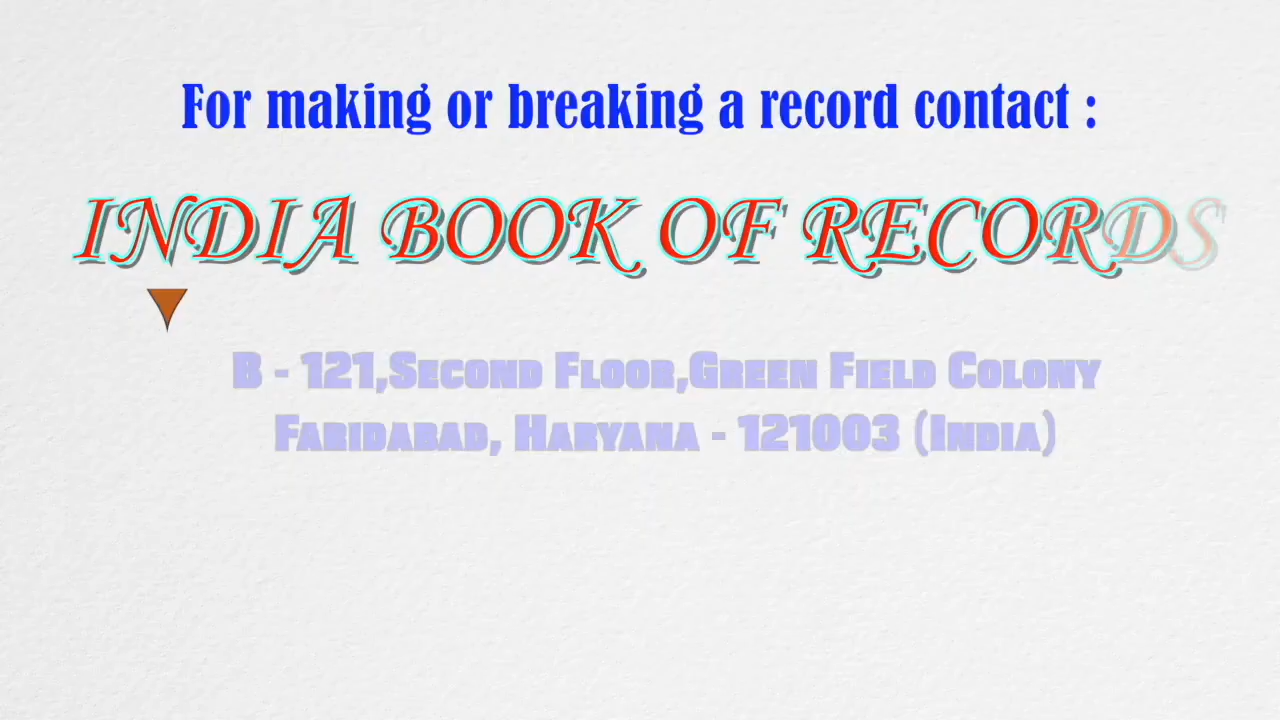 For making or breaking a record contact :
INDIA BOOK OF RECORDS
B - 121,Second Floor,Green Field Colony
Faridabad, Haryana - 121003 (India)